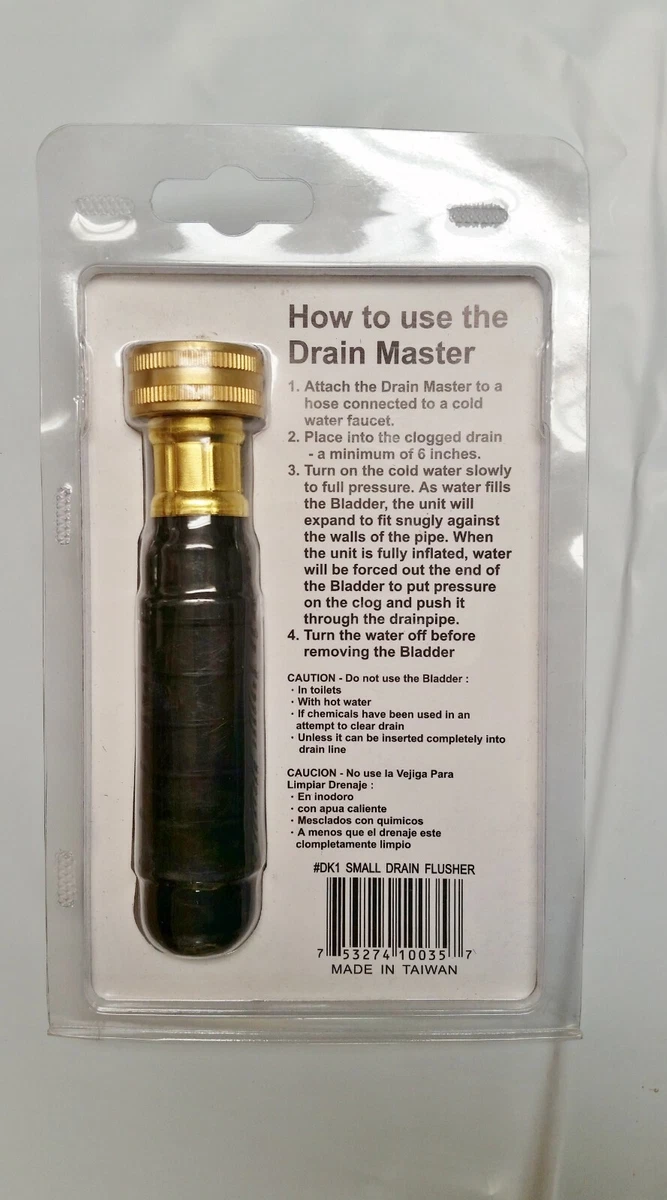 How to use the
Drain Master
1. Attach the Drain Master to a
hose connected to a cold
water faucet.
2. Place into the clogged drain
- a minimum of 6 inches.
3. Turn on the cold water slowly
to full pressure. As water fills
the Bladder, the unit will
expand to fit snugly against
the walls of the pipe. When
the unit is fully inflated, water
will be forced out the end of
the Bladder to put pressure
on the clog and push it
through the drainpipe.
4. Turn the water off before
removing the Bladder
CAUTION - Do not use the Bladder :
· In toilets
· With hot water
· If chemicals have been used in an
attempt to clear drain
· Unless it can be inserted completely into
drain line
CAUCION - No use la Vejiga Para
Limpiar Drenaje :
· En inodoro
· con apua caliente
· Mesclados con quimicos
· A menos que el drenaje este
clompletamente limpio
#DK1 SMALL DRAIN FLUSHER
7 53274 10035 7
MADE IN TAIWAN